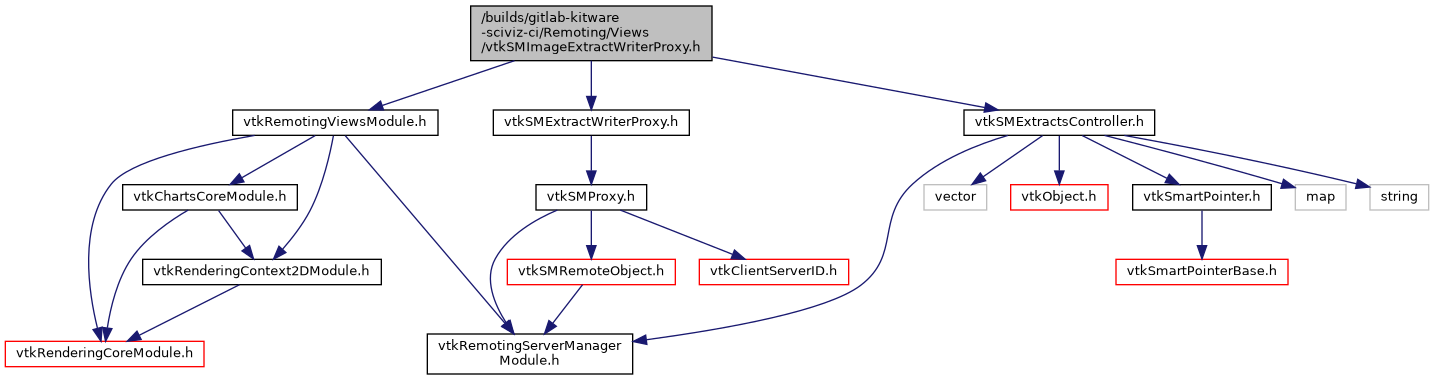 /builds/gitlab-kitware
-sciviz-ci/Remoting/Views
/vtkSMImageExtractWriterProxy.h
vtkRemotingViewsModule.h
vtkSMExtractWriterProxy.h
vtkSMExtractsController.h
vtkChartsCoreModule.h
vtkSMProxy.h
vector
vtkObject.h
vtkSmartPointer.h
map
string
vtkRenderingContext2DModule.h
vtkSMRemoteObject.h
vtkClientServerID.h
vtkSmartPointerBase.h
vtkRenderingCoreModule.h
vtkRemotingServerManager
Module.h